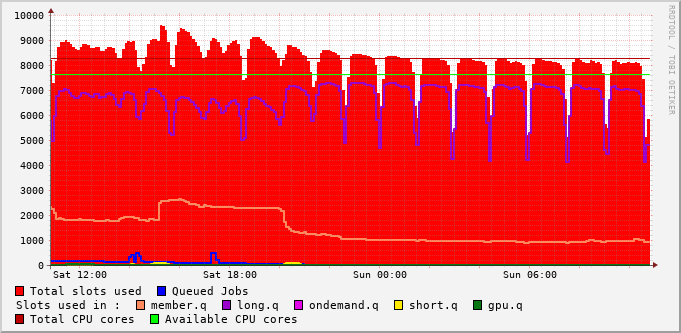 10000
9000
8000
7000
6000
5000
4000
3000
2000
1000
0
Sat 12:00 Sat 18:00 Sun 00:00 Sun 06:00
RRDTOOL / TOBI OETIKER
Total slots used Queued Jobs
Slots used in : member.q long.q ondemand.q short.q gpu.q
Total CPU cores Available CPU cores